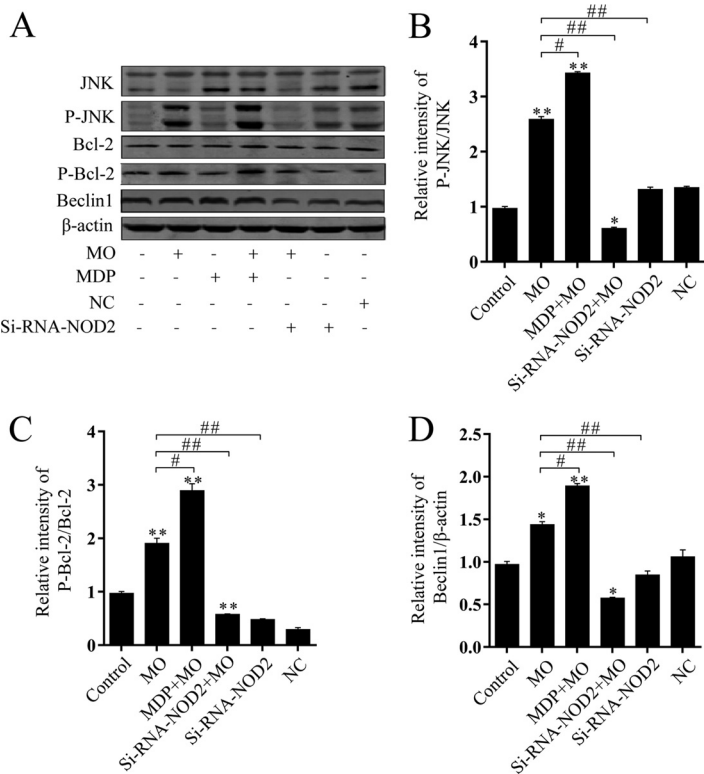 A
JNK
P-JNK
Bcl-2
P-Bcl-2
Beclin1
β-actin
MO - + - + + - -
MDP - - + + - - -
NC - - - - - - +
Si-RNA-NOD2 - - - - + + -
B
Relative intensity of
P-JNK/JNK
4
3
2
1
0
##
##
#
**
**
*
Control
MO
MDP+MO
Si-RNA-NOD2+MO
Si-RNA-NOD2
NC
C
Relative intensity of
P-Bcl-2/Bcl-2
4
3
2
1
0
##
##
#
**
**
**
Control
MO
MDP+MO
Si-RNA-NOD2+MO
Si-RNA-NOD2
NC
D
Relative intensity of
Beclin1/β-actin
2.5
2.0
1.5
1.0
0.5
0.0
##
##
#
*
**
*
Control
MO
MDP+MO
Si-RNA-NOD2+MO
Si-RNA-NOD2
NC